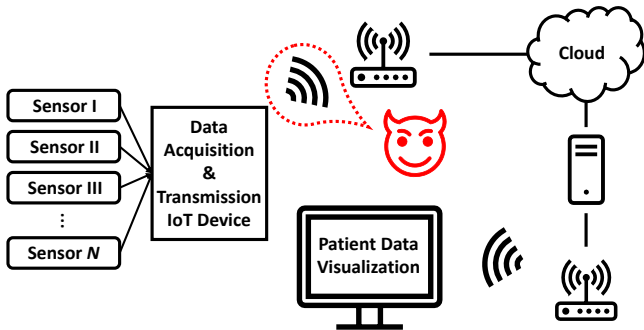 Sensor I
Sensor II
Sensor III
⋮
Sensor N
Data
Acquisition
&
Transmission
IoT Device
Cloud
Patient Data
Visualization